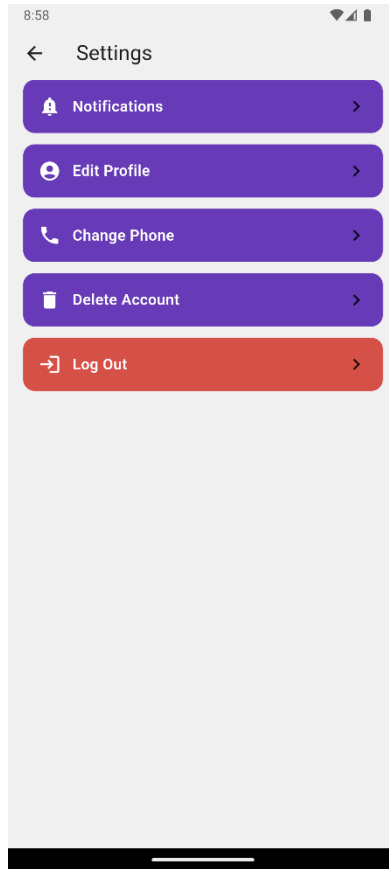 8:58
Settings
Notifications
Edit Profile
Change Phone
Delete Account
Log Out